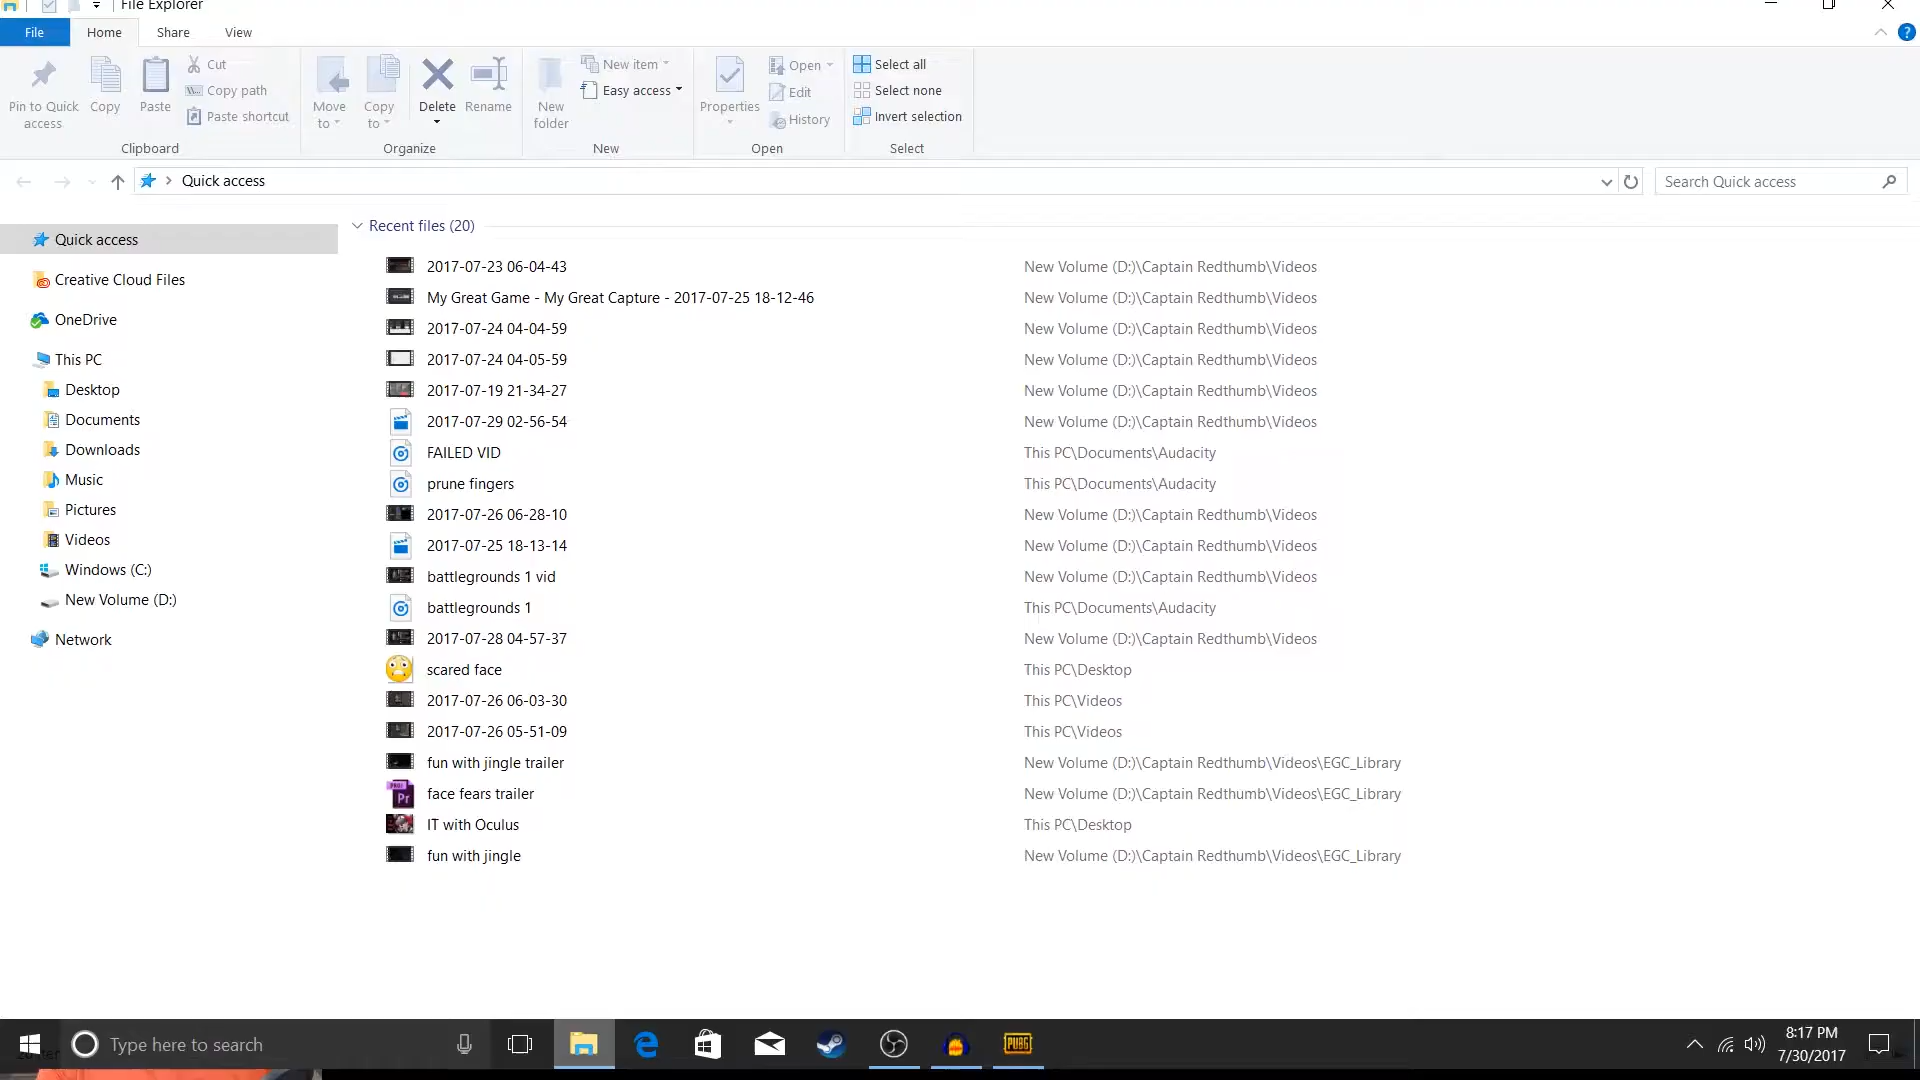 File Explorer
File Home Share View
Pin to Quick access
Copy
Paste
Cut
Copy path
Paste shortcut
Clipboard
Move to
Copy to
Delete
Rename
Organize
New folder
New item
Easy access
New
Properties
Open
Edit
History
Open
Select all
Select none
Invert selection
Select
Quick access
Search Quick access
Quick access
Creative Cloud Files
OneDrive
This PC
Desktop
Documents
Downloads
Music
Pictures
Videos
Windows (C:)
New Volume (D:)
Network
Recent files (20)
2017-07-23 06-04-43 New Volume (D:)\Captain Redthumb\Videos
My Great Game - My Great Capture - 2017-07-25 18-12-46 New Volume (D:)\Captain Redthumb\Videos
2017-07-24 04-04-59 New Volume (D:)\Captain Redthumb\Videos
2017-07-24 04-05-59 New Volume (D:)\Captain Redthumb\Videos
2017-07-19 21-34-27 New Volume (D:)\Captain Redthumb\Videos
2017-07-29 02-56-54 New Volume (D:)\Captain Redthumb\Videos
FAILED VID This PC\Documents\Audacity
prune fingers This PC\Documents\Audacity
2017-07-26 06-28-10 New Volume (D:)\Captain Redthumb\Videos
2017-07-25 18-13-14 New Volume (D:)\Captain Redthumb\Videos
battlegrounds 1 vid New Volume (D:)\Captain Redthumb\Videos
battlegrounds 1 This PC\Documents\Audacity
2017-07-28 04-57-37 New Volume (D:)\Captain Redthumb\Videos
scared face This PC\Desktop
2017-07-26 06-03-30 This PC\Videos
2017-07-26 05-51-09 This PC\Videos
fun with jingle trailer New Volume (D:)\Captain Redthumb\Videos\EGC_Library
face fears trailer New Volume (D:)\Captain Redthumb\Videos\EGC_Library
IT with Oculus This PC\Desktop
fun with jingle New Volume (D:)\Captain Redthumb\Videos\EGC_Library
Type here to search
PUBG
8:17 PM
7/30/2017